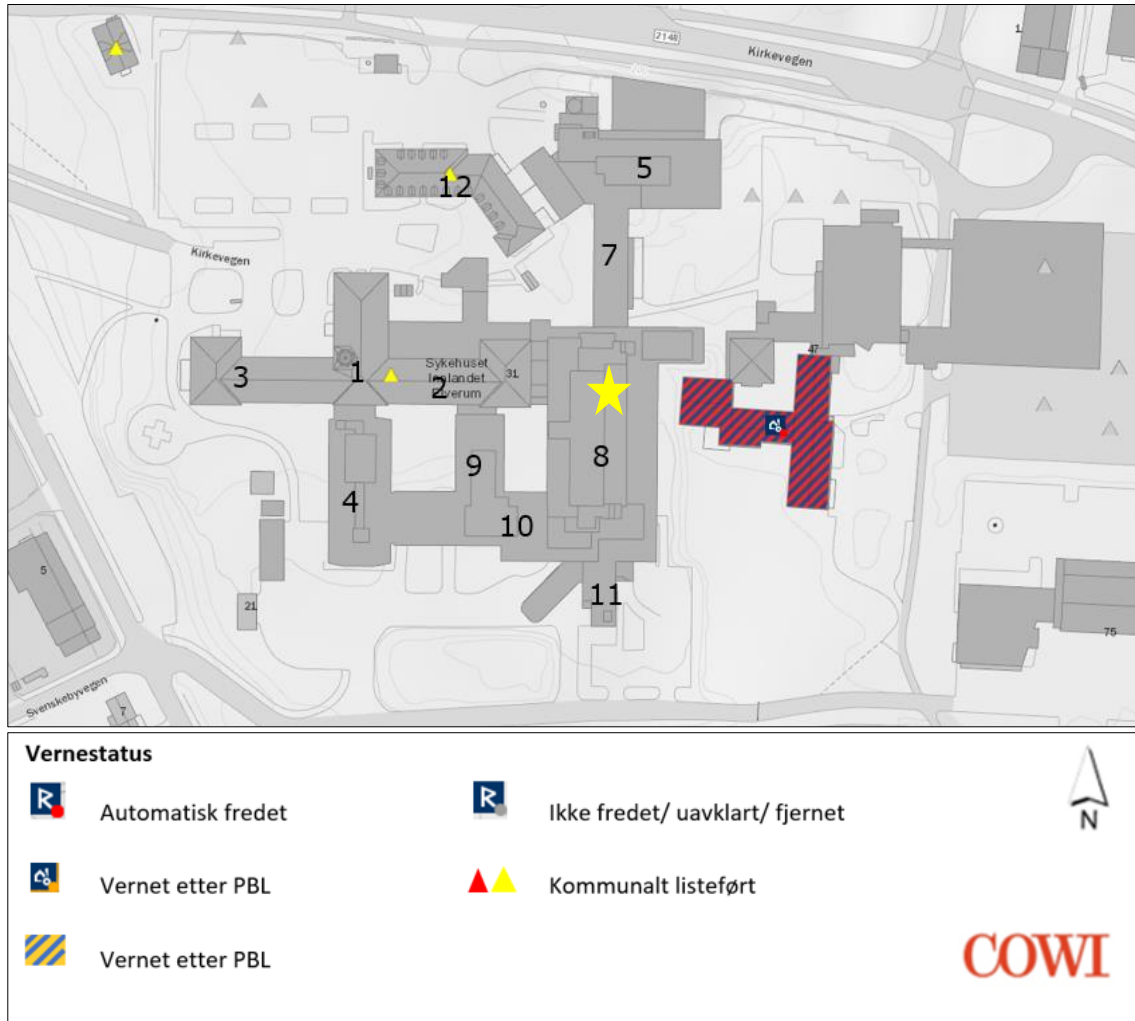 2148
Kirkevegen
1
12
5
Kirkevegen
7
47
3
1
Sykehuset
Innlandet
Elverum
31
2
8
9
4
10
5
11
21
75
Svenskebyvegen
7
Vernestatus
R
Automatisk fredet
R
Ikke fredet/ uavklart/ fjernet
N
Vernet etter PBL
Kommunalt listeført
Vernet etter PBL
COWI